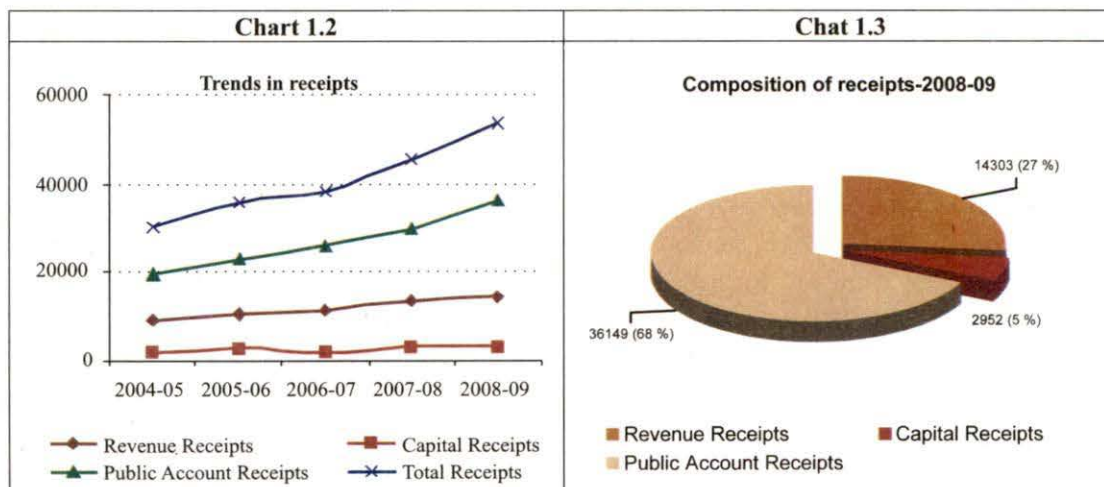 Chart 1.2
Trends in receipts
60000
40000
20000
0
2004-05 2005-06 2006-07 2007-08 2008-09
Revenue Receipts Capital Receipts
Public Account Receipts Total Receipts
Chat 1.3
Composition of receipts-2008-09
14303 (27 %)
2952 (5 %)
36149 (68 %)
Revenue Receipts Capital Receipts
Public Account Receipts